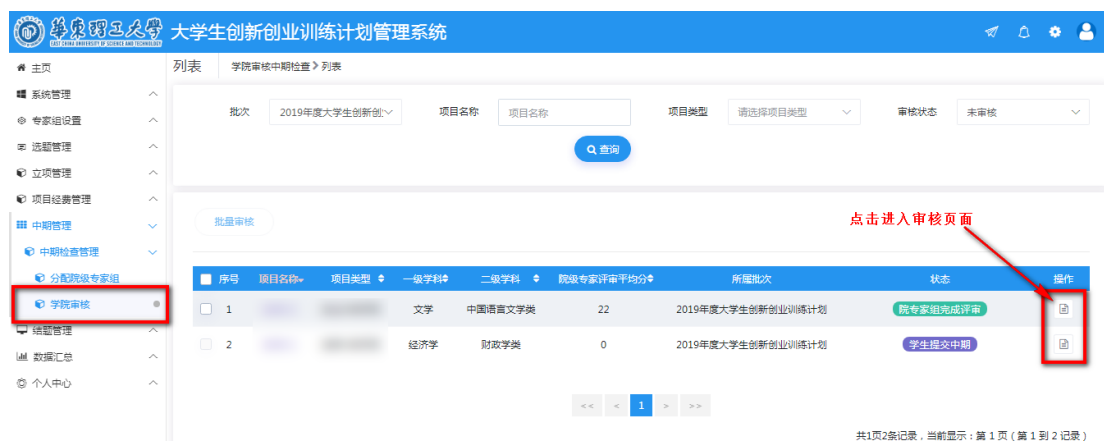 華東理工大學 大学生创新创业训练计划管理系统
EAST CHINA UNIVERSITY OF SCIENCE AND TECHNOLOGY
主页
系统管理
专家组设置
选题管理
立项管理
项目经费管理
中期管理
中期检查管理
分配院级专家组
学院审核
结题管理
数据汇总
个人中心
列表 学院审核中期检查 > 列表
批次 2019年度大学生创新创 项目名称 项目名称 项目类型 请选择项目类型 审核状态 未审核
查询
批量审核
点击进入审核页面
序号 项目名称 项目类型 一级学科 二级学科 院级专家评审平均分 所属批次 状态 操作
1 文学 中国语言文学类 22 2019年度大学生创新创业训练计划 院专家组完成评审
2 经济学 财政学类 0 2019年度大学生创新创业训练计划 学生提交中期
<< < 1 > >>
共1页2条记录，当前显示：第1页（第1到2记录）